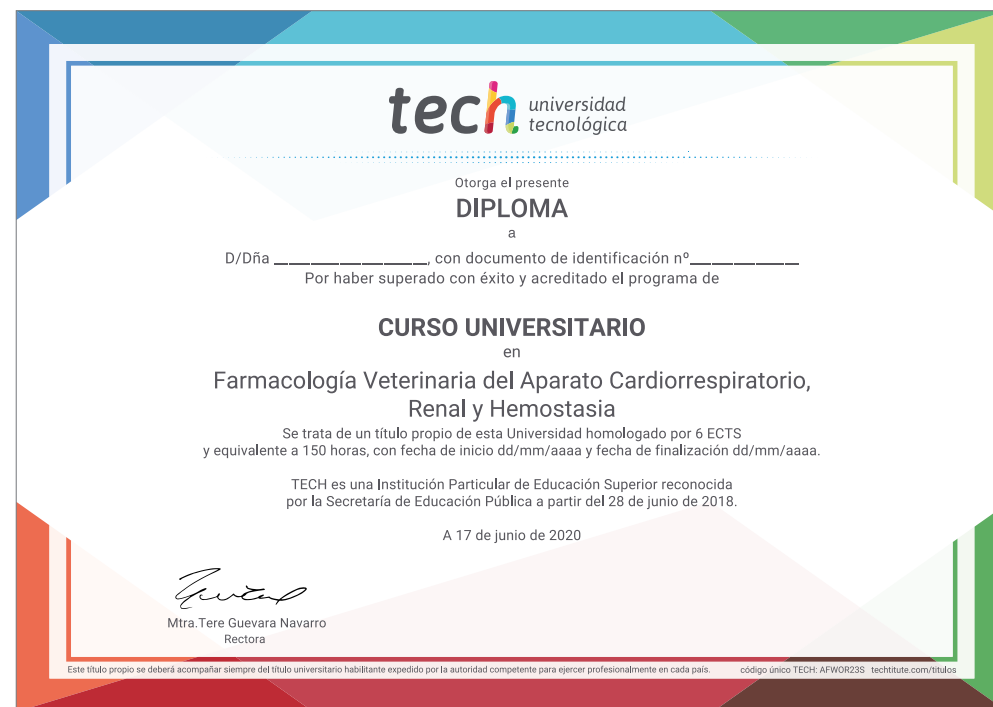 tech universidad
tecnológica
Otorga el presente
DIPLOMA
a
D/Dña ________________, con documento de identificación nº____________
Por haber superado con éxito y acreditado el programa de
CURSO UNIVERSITARIO
en
Farmacología Veterinaria del Aparato Cardiorrespiratorio,
Renal y Hemostasia
Se trata de un título propio de esta Universidad homologado por 6 ECTS
y equivalente a 150 horas, con fecha de inicio dd/mm/aaaa y fecha de finalización dd/mm/aaaa.
TECH es una Institución Particular de Educación Superior reconocida
por la Secretaría de Educación Pública a partir del 28 de junio de 2018.
A 17 de junio de 2020
Mtra.Tere Guevara Navarro
Rectora
Este título propio se deberá acompañar siempre del título universitario habilitante expedido por la autoridad competente para ejercer profesionalmente en cada país. código único TECH: AFWOR23S techtitute.com/titulos